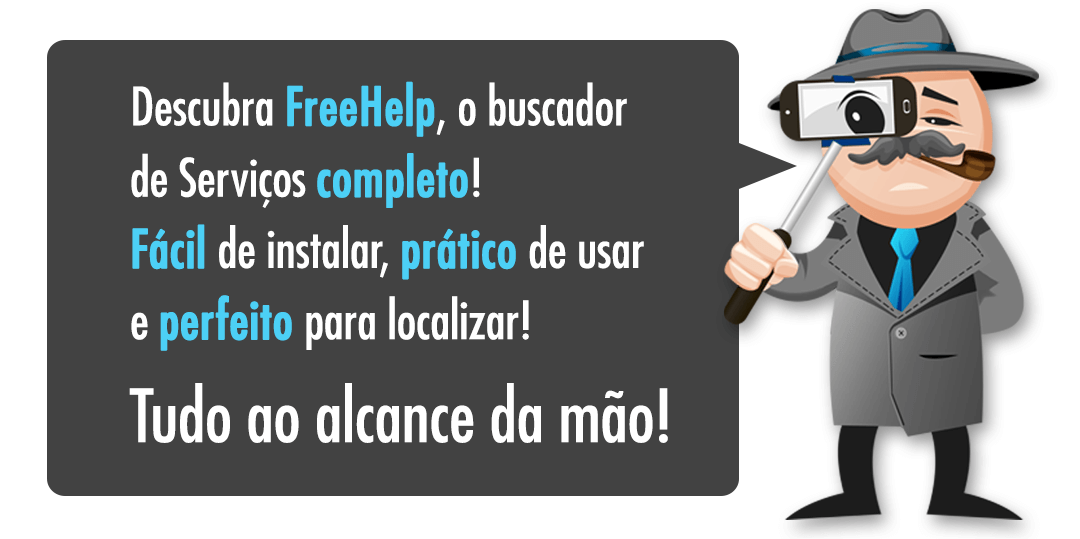 Descubra FreeHelp, o buscador
de Serviços completo!
Fácil de instalar, prático de usar
e perfeito para localizar!
Tudo ao alcance da mão!